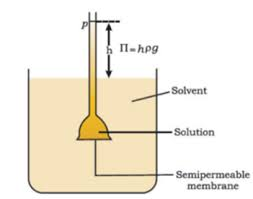 p
h Π=hρg
Solvent
Solution
Semipermeable
membrane